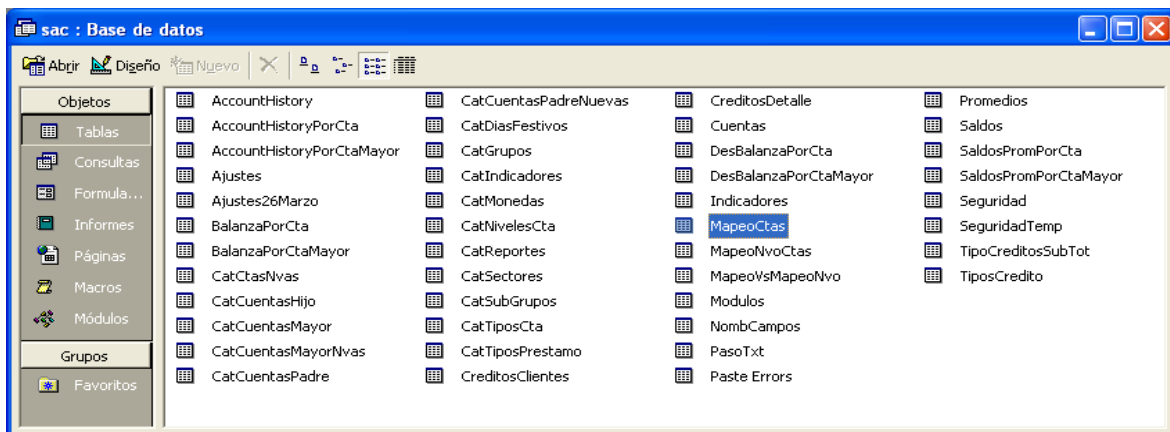 sac : Base de datos
Abrir Diseño Nuevo
Objetos
Tablas
Consultas
Formula...
Informes
Páginas
Macros
Módulos
Grupos
Favoritos
AccountHistory
AccountHistoryPorCta
AccountHistoryPorCtaMayor
Ajustes
Ajustes26Marzo
BalanzaPorCta
BalanzaPorCtaMayor
CatCtasNvas
CatCuentasHijo
CatCuentasMayor
CatCuentasMayorNvas
CatCuentasPadre
CatCuentasPadreNuevas
CatDiasFestivos
CatGrupos
CatIndicadores
CatMonedas
CatNivelesCta
CatReportes
CatSectores
CatSubGrupos
CatTiposCta
CatTiposPrestamo
CreditosClientes
CreditosDetalle
Cuentas
DesBalanzaPorCta
DesBalanzaPorCtaMayor
Indicadores
MapeoCtas
MapeoNvoCtas
MapeoVsMapeoNvo
Modulos
NombCampos
PasoTxt
Paste Errors
Promedios
Saldos
SaldosPromPorCta
SaldosPromPorCtaMayor
Seguridad
SeguridadTemp
TipoCreditosSubTot
TiposCredito